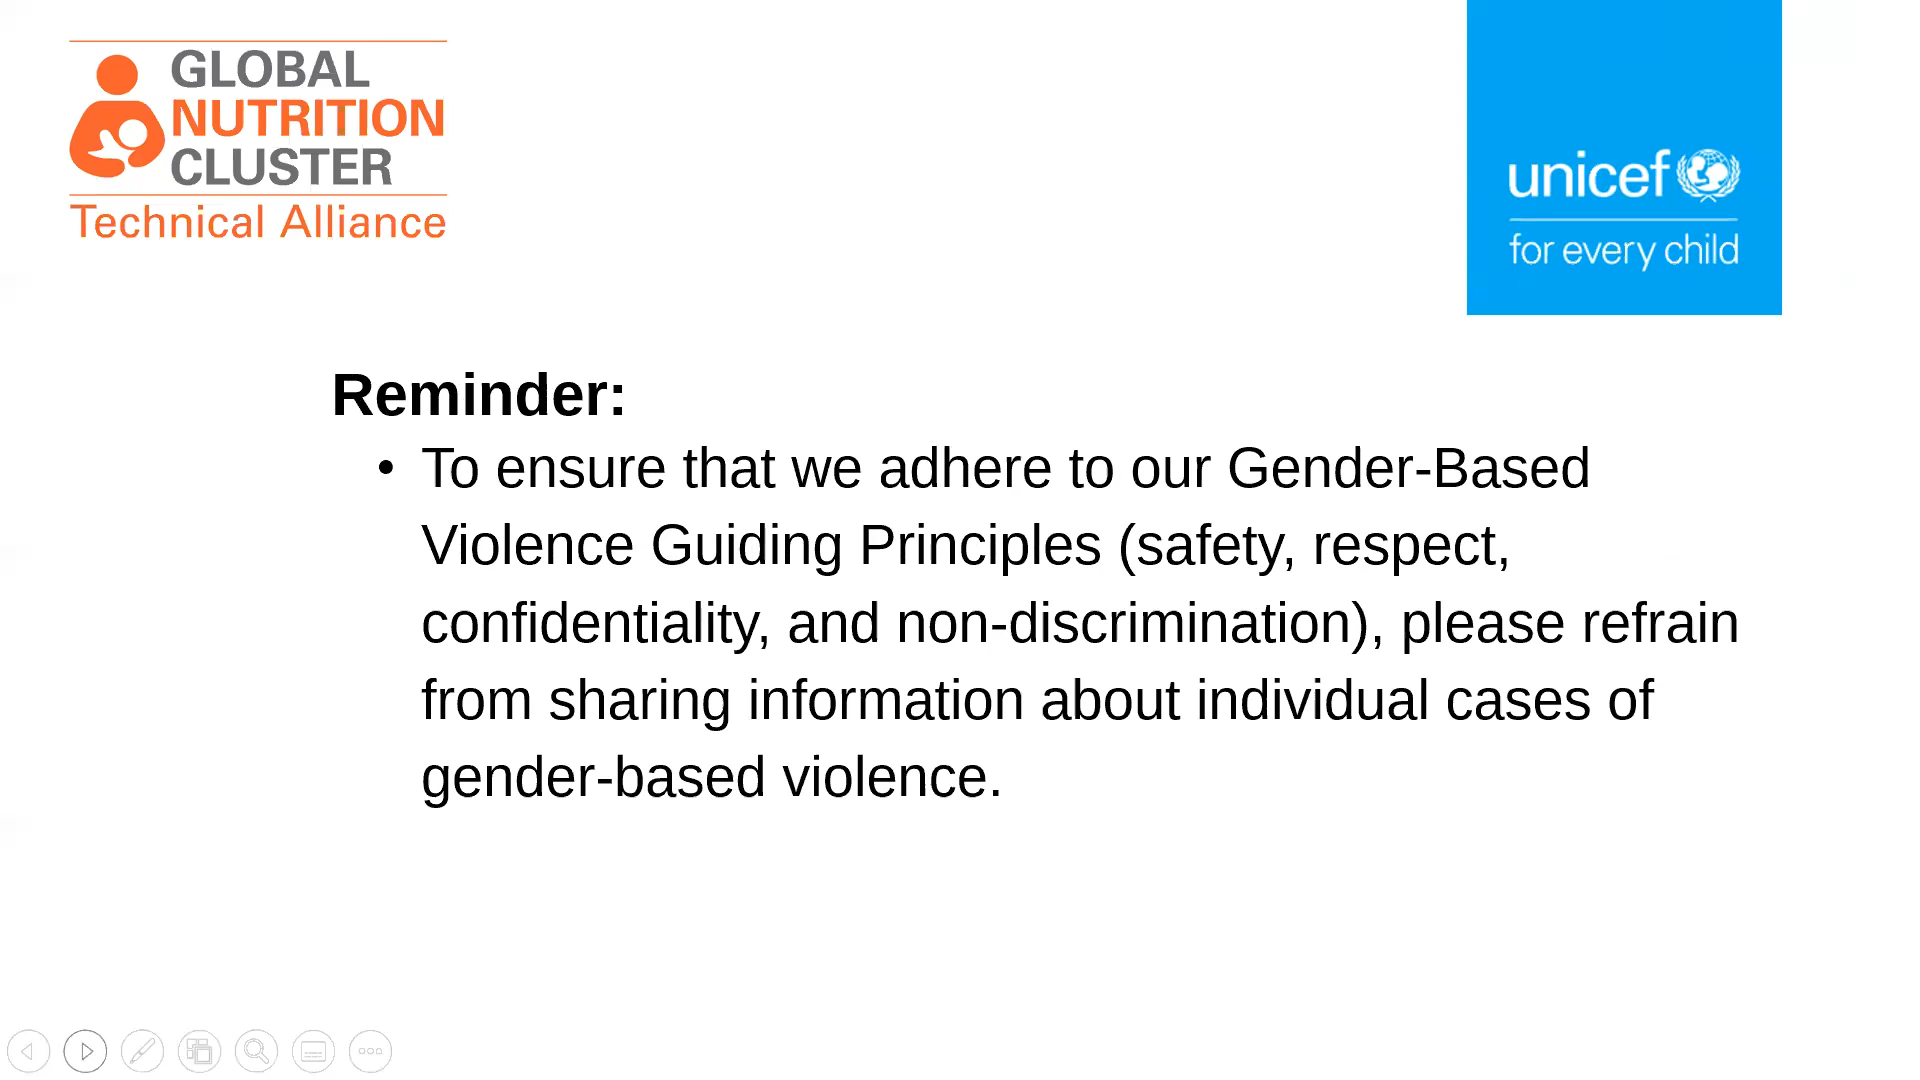 GLOBAL
NUTRITION
CLUSTER
Technical Alliance
unicef
for every child
Reminder:
• To ensure that we adhere to our Gender-Based
Violence Guiding Principles (safety, respect,
confidentiality, and non-discrimination), please refrain
from sharing information about individual cases of
gender-based violence.